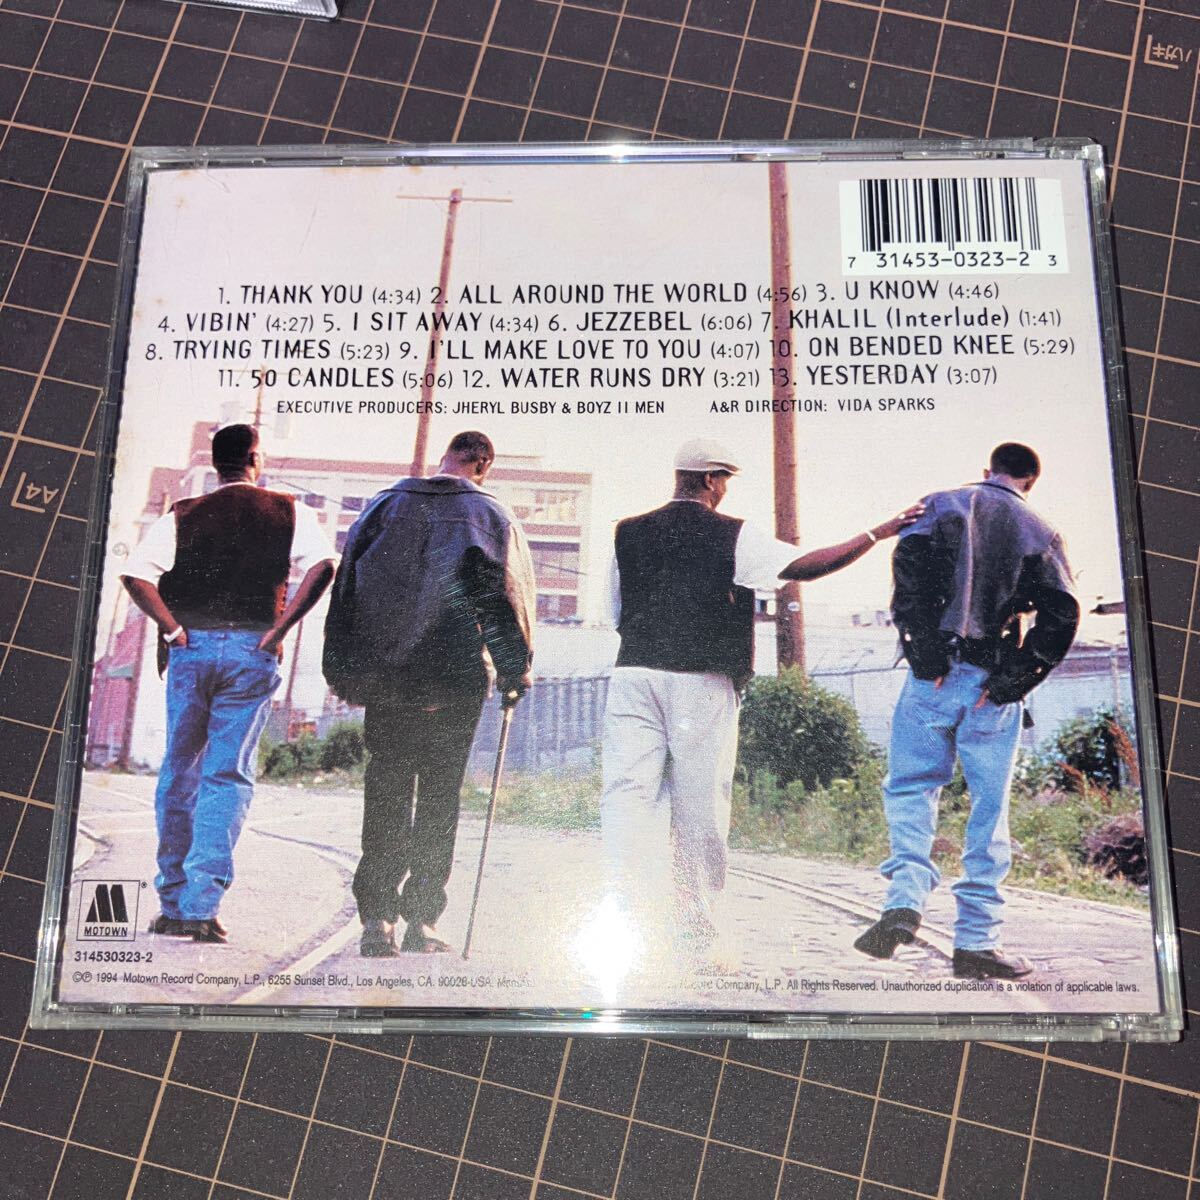 7 31453-0323-2 3
1. THANK YOU (4:34) 2. ALL AROUND THE WORLD (4:56) 3. U KNOW (4:46)
4. VIBIN' (4:27) 5. I SIT AWAY (4:34) 6. JEZZEBEL (6:06) 7. KHALIL (Interlude) (1:41)
8. TRYING TIMES (5:23) 9. I'LL MAKE LOVE TO YOU (4:07) 10. ON BENDED KNEE (5:29)
11. 50 CANDLES (5:06) 12. WATER RUNS DRY (3:21) 13. YESTERDAY (3:07)
EXECUTIVE PRODUCERS: JHERYL BUSBY & BOYZ II MEN A&R DIRECTION: VIDA SPARKS
A4
M
MOTOWN ®
314530323-2
©℗ 1994 Motown Record Company, L.P., 6255 Sunset Blvd., Los Angeles, CA. 90028-USA. Company, L.P. All Rights Reserved. Unauthorized duplication is a violation of applicable laws.